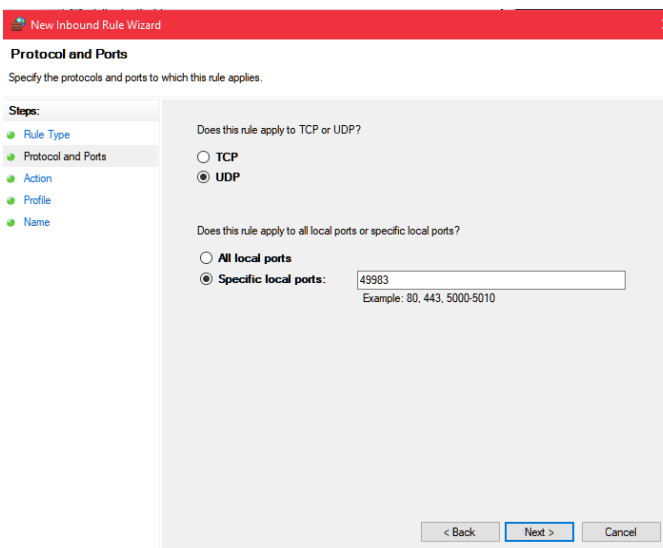 New Inbound Rule Wizard
Protocol and Ports
Specify the protocols and ports to which this rule applies.
Steps:
Rule Type
Protocol and Ports
Action
Profile
Name
Does this rule apply to TCP or UDP?
TCP
UDP
Does this rule apply to all local ports or specific local ports?
All local ports
Specific local ports: 49983
Example: 80, 443, 5000-5010
< Back Next > Cancel